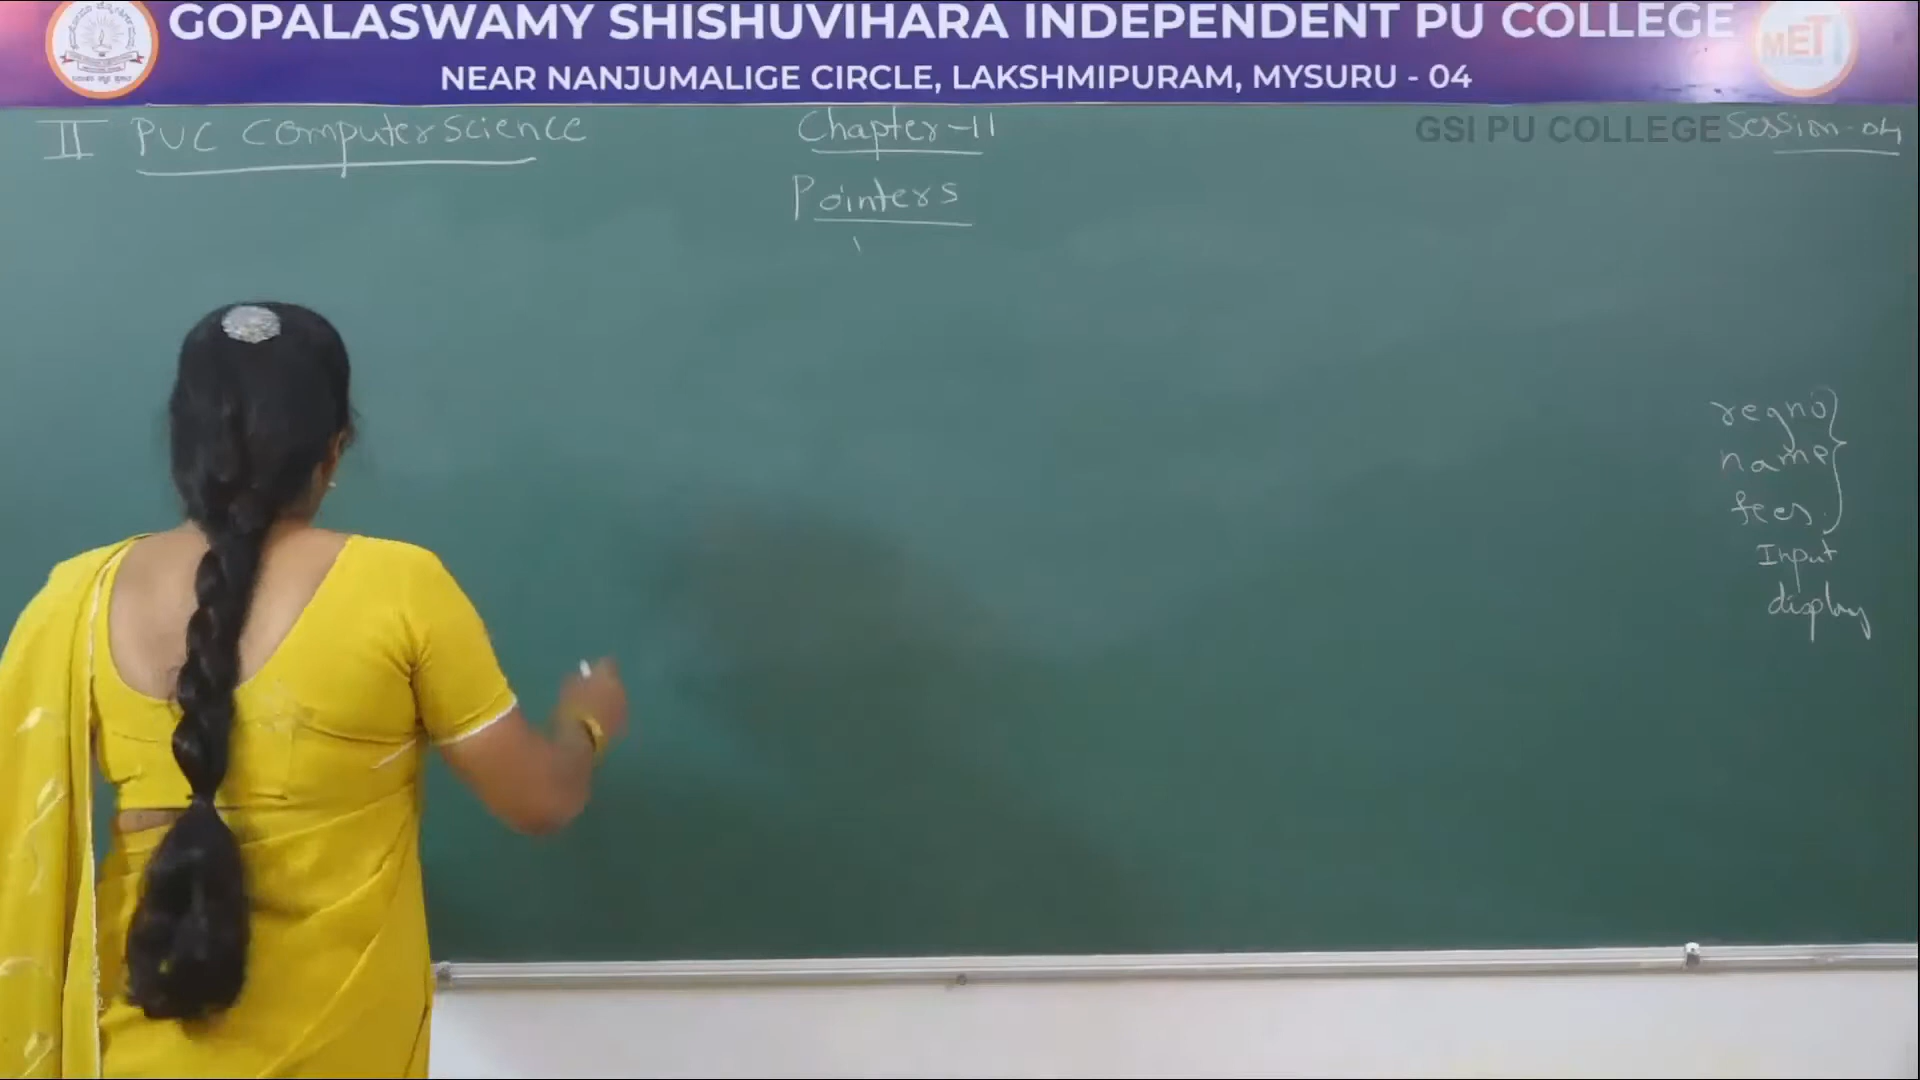 GOPALASWAMY SHISHUVIHARA INDEPENDENT PU COLLEGE
NEAR NANJUMALIGE CIRCLE, LAKSHMIPURAM, MYSURU - 04
MET
II PUC Computer Science
Chapter-11
GSI PU COLLEGE
Session-04
Pointers
regno
name
fees.
Input
display